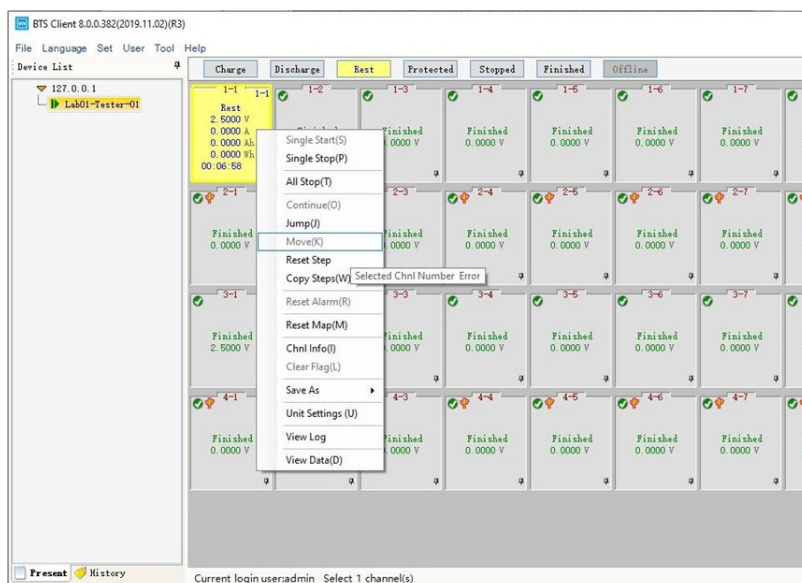 BTS Client 8.0.0.382(2019.11.02)(R3)
File Language Set User Tool Help
Device List
127.0.0.1
Lab01-Tester-01
Present History
Charge Discharge Rest Protected Stopped Finished Offline
1-1 1-1
Rest
2.5000 V
0.0000 A
0.0000 Ah
0.0000 Wh
00:06:58
1-2
1-3
Finished
0.0000 V
1-4
Finished
0.0000 V
1-5
Finished
0.0000 V
1-6
Finished
0.0000 V
1-7
Finished
0.0000 V
2-1
Finished
0.0000 V
2-3
Finished
0.0000 V
2-4
Finished
0.0000 V
2-5
Finished
0.0000 V
2-6
Finished
0.0000 V
2-7
Finished
0.0000 V
3-1
Finished
2.5000 V
3-3
Finished
0.0000 V
3-4
Finished
0.0000 V
3-5
Finished
0.0000 V
3-6
Finished
0.0000 V
3-7
Finished
0.0000 V
4-1
Finished
0.0000 V
4-3
Finished
0.0000 V
4-4
Finished
0.0000 V
4-5
Finished
0.0000 V
4-6
Finished
0.0000 V
4-7
Finished
0.0000 V
Single Start(S)
Single Stop(P)
All Stop(T)
Continue(O)
Jump(J)
Move(K)
Reset Step
Copy Steps(W)
Selected Chnl Number Error
Reset Alarm(R)
Reset Map(M)
Chnl Info(I)
Clear Flag(L)
Save As
Unit Settings (U)
View Log
View Data(D)
Current login user:admin Select 1 channel(s)